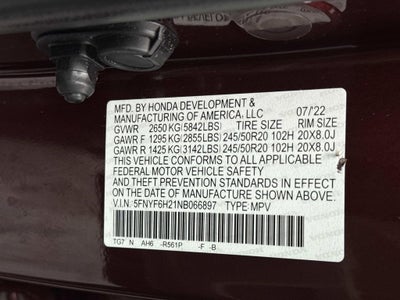 MFD. BY HONDA DEVELOPMENT &
MANUFACTURING OF AMERICA, LLC 07/22
GVWR 2650 KG(5842LBS) TIRE SIZE RIM SIZE
GAWR F 1295 KG(2855LBS) 245/50R20 102H 20X8.0J
GAWR R 1425 KG(3142LBS) 245/50R20 102H 20X8.0J
THIS VEHICLE CONFORMS TO ALL APPLICABLE
FEDERAL MOTOR VEHICLE SAFETY
AND THEFT PREVENTION STANDARDS IN EFFECT
ON THE DATE OF MANUFACTURE SHOWN ABOVE.
V.I.N. 5FNYF6H21NB066897 TYPE MPV
TG7 N AH6 -R561P -F -B